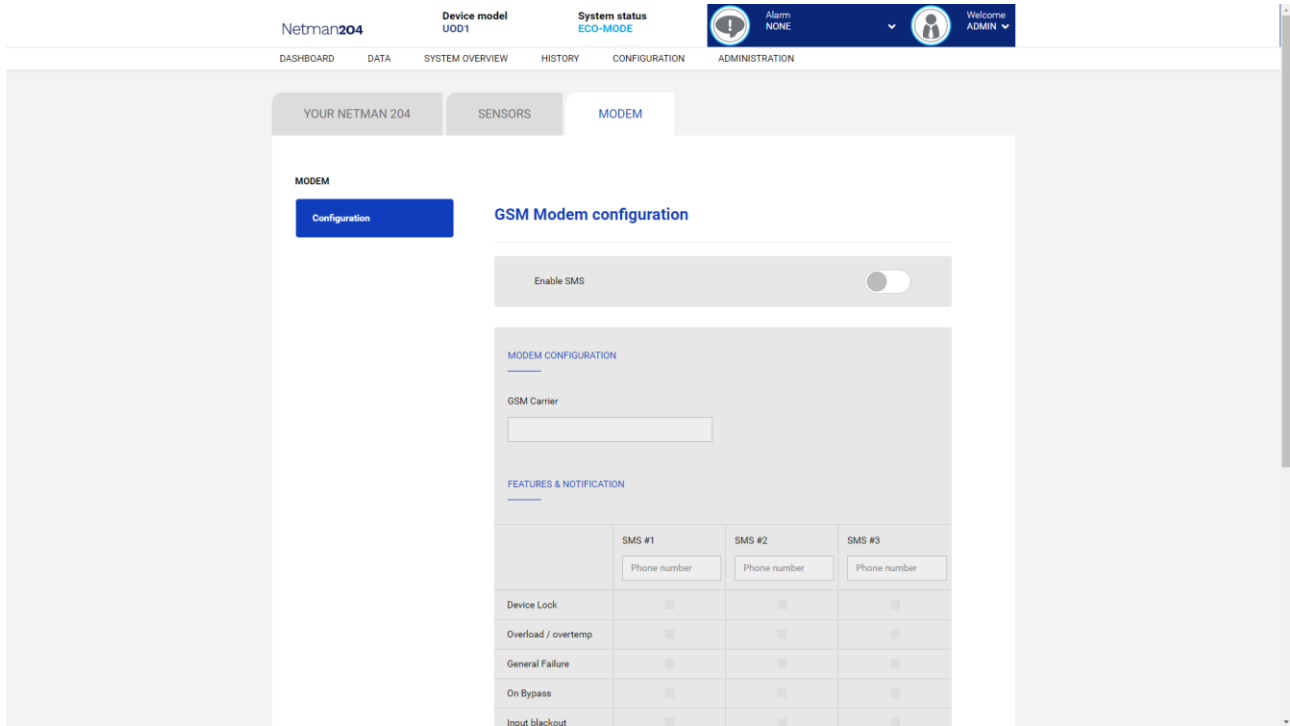 Netman204
Device model
UOD1
System status
ECO-MODE
Alarm
NONE
Welcome
ADMIN
DASHBOARD DATA SYSTEM OVERVIEW HISTORY CONFIGURATION ADMINISTRATION
YOUR NETMAN 204 SENSORS MODEM
MODEM
Configuration
GSM Modem configuration
Enable SMS
MODEM CONFIGURATION
GSM Carrier
FEATURES & NOTIFICATION
SMS #1 SMS #2 SMS #3
Phone number Phone number Phone number
Device Lock
Overload / overtemp
General Failure
On Bypass
Input blackout